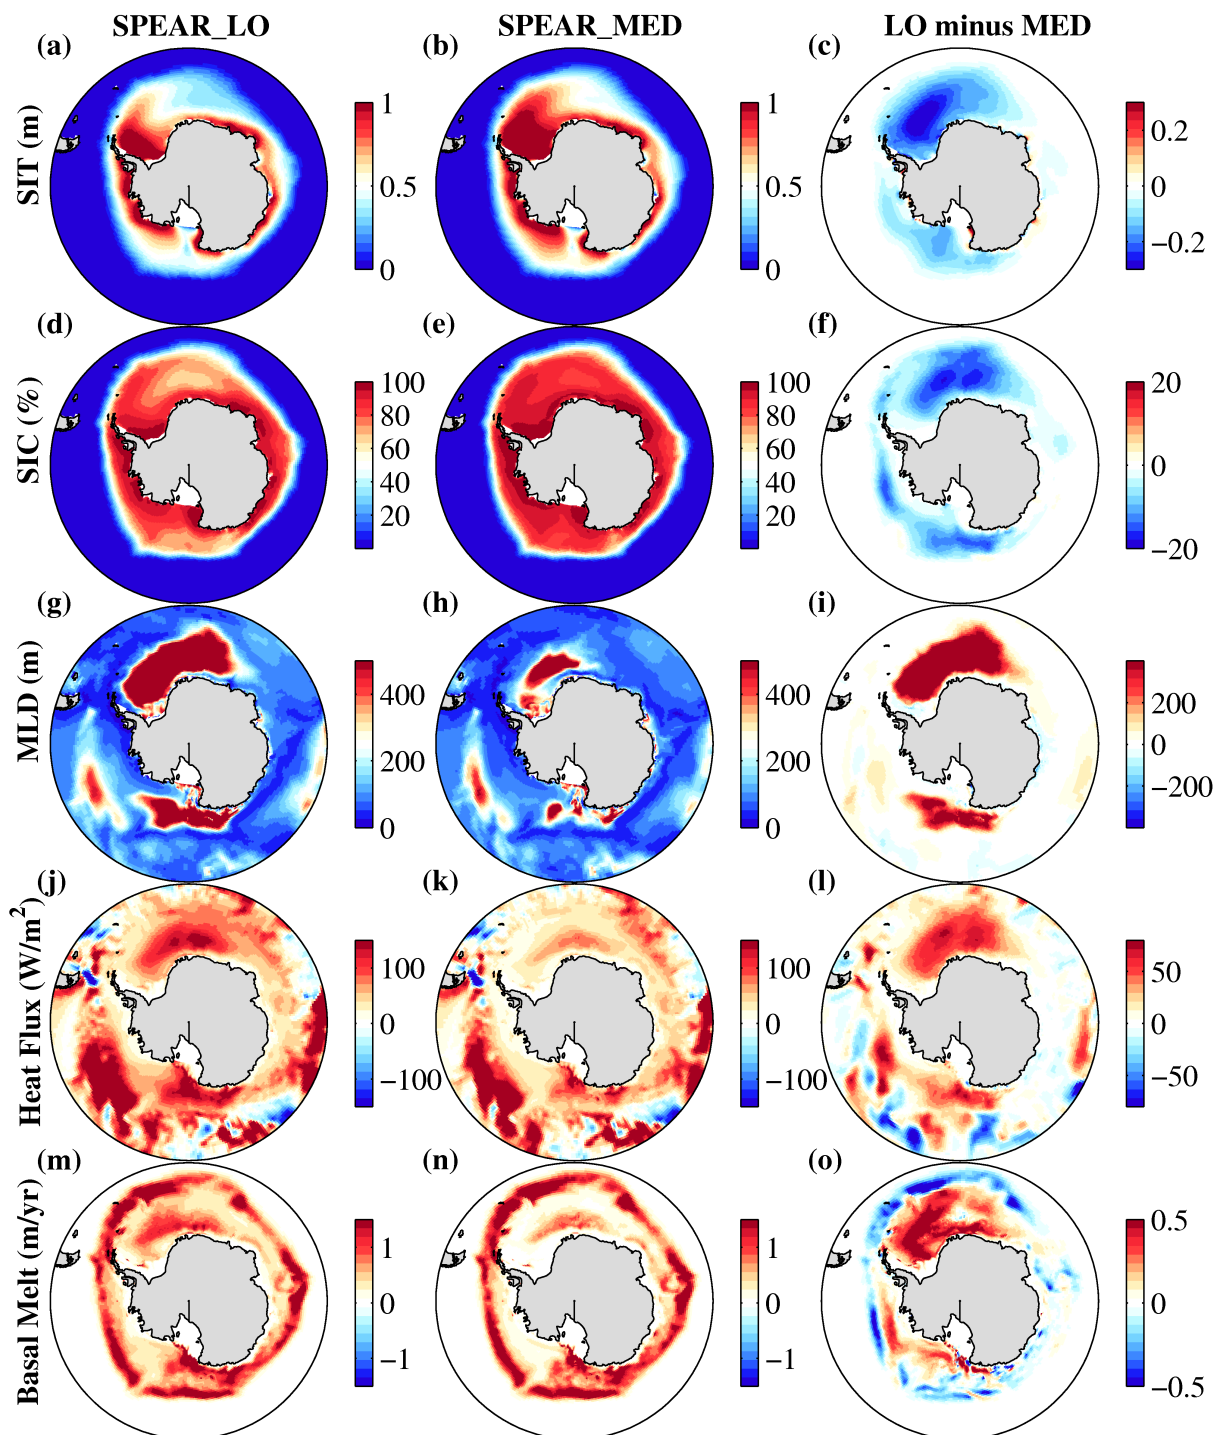 SPEAR_LO SPEAR_MED LO minus MED
(a) (b) (c)
SIT (m)
1 1 0.2
0.5 0.5 0
0 0 −0.2
(d) (e) (f)
SIC (%)
100 100 20
80 80
60 60 0
40 40
20 20 −20
(g) (h) (i)
MLD (m)
400 400 200
200 200 0
0 0 −200
(j) (k) (l)
Heat Flux (W/m²)
100 100 50
0 0 0
−100 −100 −50
(m) (n) (o)
Basal Melt (m/yr)
1 1 0.5
0 0 0
−1 −1 −0.5